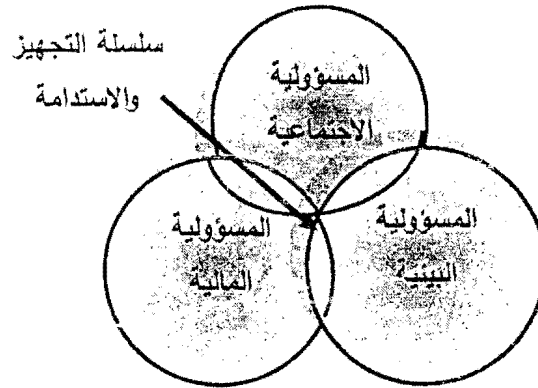 سلسلة التجهيز
والاستدامة
المسؤولية
الاجتماعية
المسؤولية
البيئية
المسؤولية
المالية